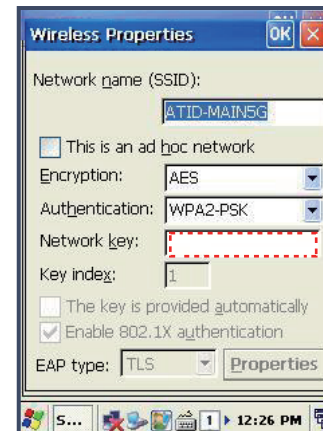 Wireless Properties OK
Network name (SSID):
ATID-MAIN5G
This is an ad hoc network
Encryption: AES
Authentication: WPA2-PSK
Network key:
Key index: 1
The key is provided automatically
Enable 802.1X authentication
EAP type: TLS Properties
S... 1 12:26 PM